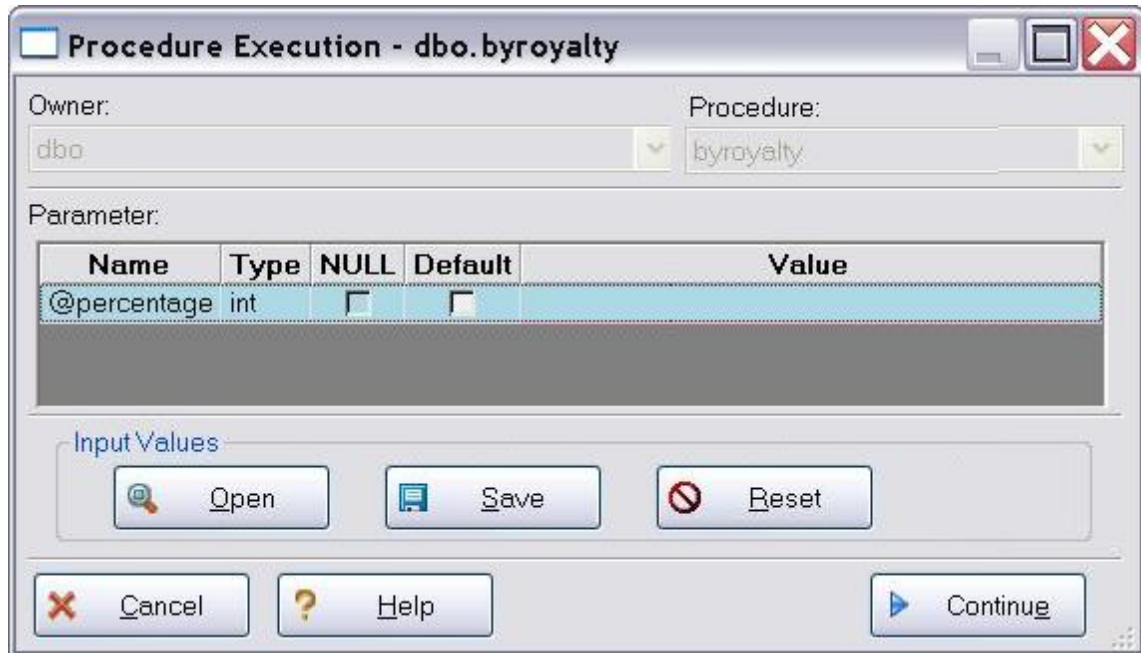 Procedure Execution - dbo.byroyalty
Owner: Procedure:
dbo byroyalty
Parameter:
Name Type NULL Default Value
@percentage int
Input Values
Open Save Reset
Cancel Help Continue